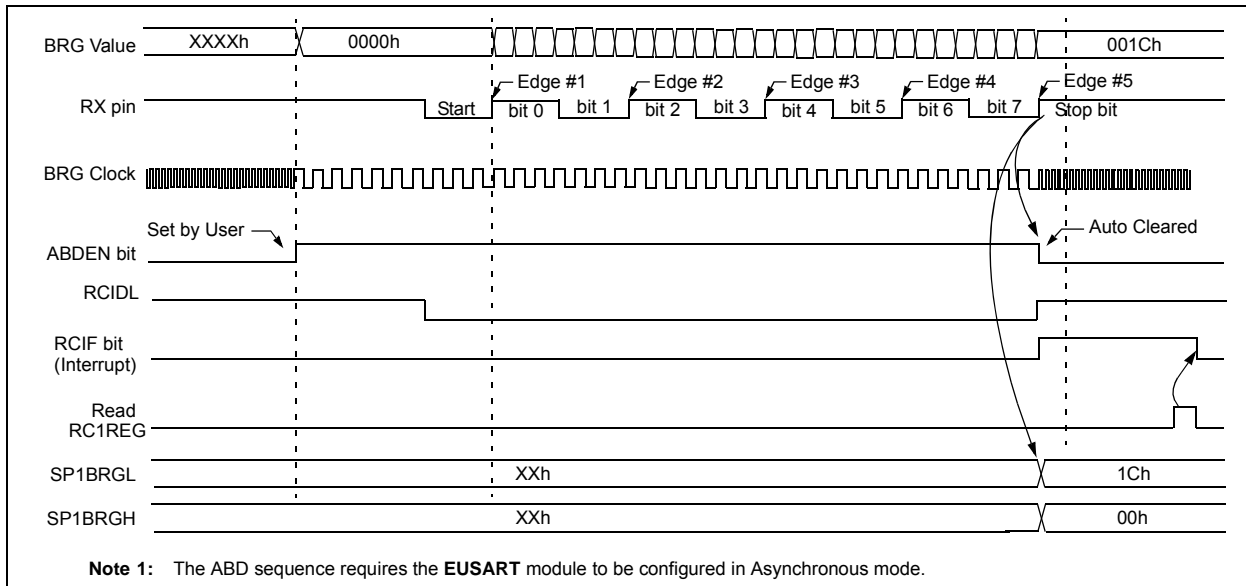 BRG Value XXXXh 0000h 001Ch
Edge #1 Edge #2 Edge #3 Edge #4 Edge #5
RX pin Start bit 0 bit 1 bit 2 bit 3 bit 4 bit 5 bit 6 bit 7 Stop bit
BRG Clock
Set by User Auto Cleared
ABDEN bit
RCIDL
RCIF bit
(Interrupt)
Read
RC1REG
SP1BRGL XXh 1Ch
SP1BRGH XXh 00h
Note 1: The ABD sequence requires the EUSART module to be configured in Asynchronous mode.